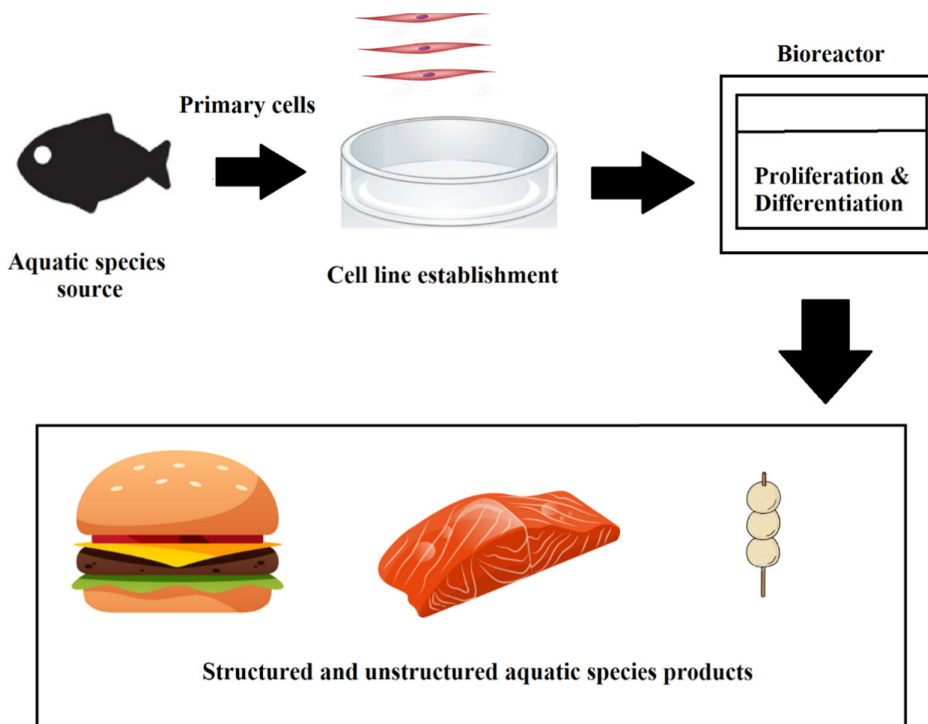 Primary cells
Aquatic species
source
Cell line establishment
Bioreactor
Proliferation &
Differentiation
Structured and unstructured aquatic species products